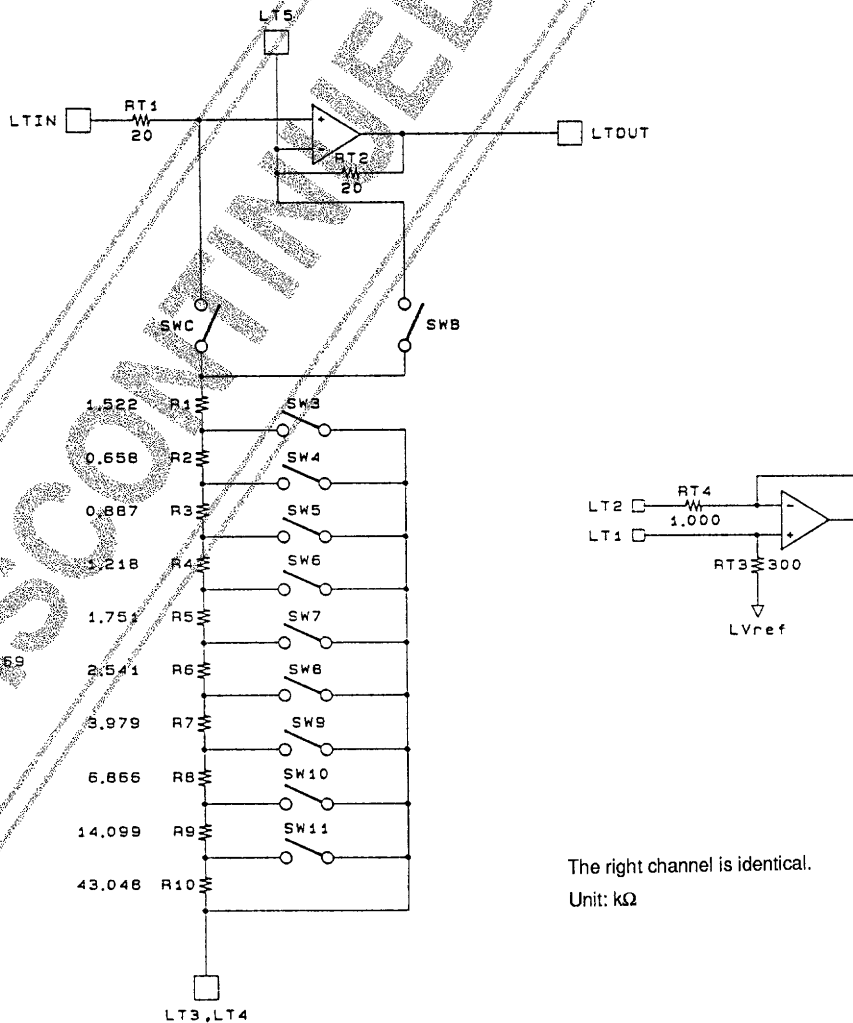 LT5
LTIN
RT1
20
LTOUT
RT2
20
SWC
SWB
1.522 R1
SW3
0.658 R2
SW4
0.887 R3
SW5
1.218 R4
SW6
1.751 R5
SW7
2.541 R6
SW8
3.979 R7
SW9
6.866 R8
SW10
14.099 R9
SW11
43.048 R10
LT3,LT4
69
LT2
RT4
1.000
LT1
RT3 300
LVref
-
+
+
-
The right channel is identical.
Unit: kΩ
SCONTINUED